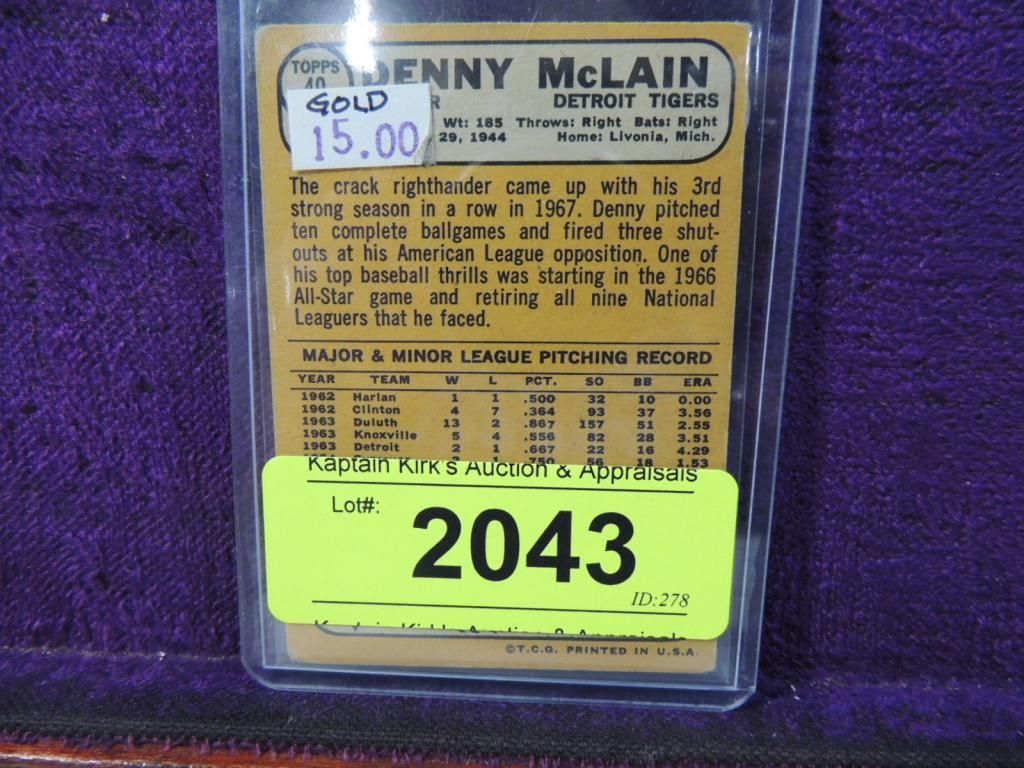 TOPPS
40
DENNY McLAIN
DETROIT TIGERS
GOLD
15.00
Wt: 185 Throws: Right Bats: Right
29, 1944 Home: Livonia, Mich.
The crack righthander came up with his 3rd
strong season in a row in 1967. Denny pitched
ten complete ballgames and fired three shut-
outs at his American League opposition. One of
his top baseball thrills was starting in the 1966
All-Star game and retiring all nine National
Leaguers that he faced.
MAJOR & MINOR LEAGUE PITCHING RECORD
YEAR TEAM W L PCT. SO BB ERA
1962 Harlan 1 1 .500 32 10 0.00
1962 Clinton 4 7 .364 93 37 3.56
1963 Duluth 13 2 .867 157 51 2.55
1963 Knoxville 5 4 .556 82 28 3.51
1963 Detroit 2 1 .667 22 16 4.29
3 1 .750 56 18 1.53
Kaptain Kirk's Auction & Appraisals
Lot#: 2043
ID:278
©T.C.G. PRINTED IN U.S.A.